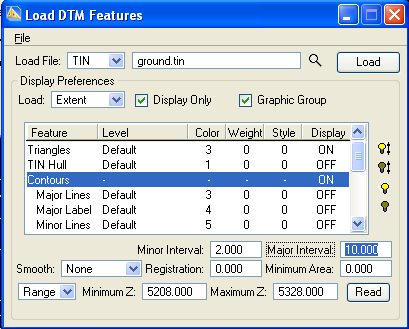 Load DTM Features
File
Load File: TIN ground.tin Load
Display Preferences
Load: Extent Display Only Graphic Group
Feature Level Color Weight Style Display
Triangles Default 3 0 0 ON
TIN Hull Default 1 0 0 OFF
Contours - - - - ON
Major Lines Default 3 0 0 OFF
Major Label Default 4 0 0 OFF
Minor Lines Default 5 0 0 OFF
Minor Interval: 2.000 Major Interval: 10.000
Smooth: None Registration: 0.000 Minimum Area: 0.000
Range Minimum Z: 5208.000 Maximum Z: 5328.000 Read